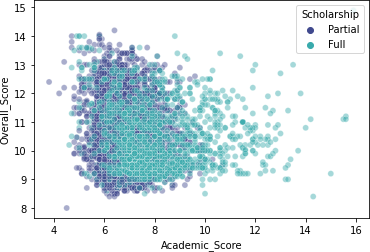 15
14
13
12
11
10
9
8
Overall_Score
Scholarship
Partial
Full
4 6 8 10 12 14 16
Academic_Score